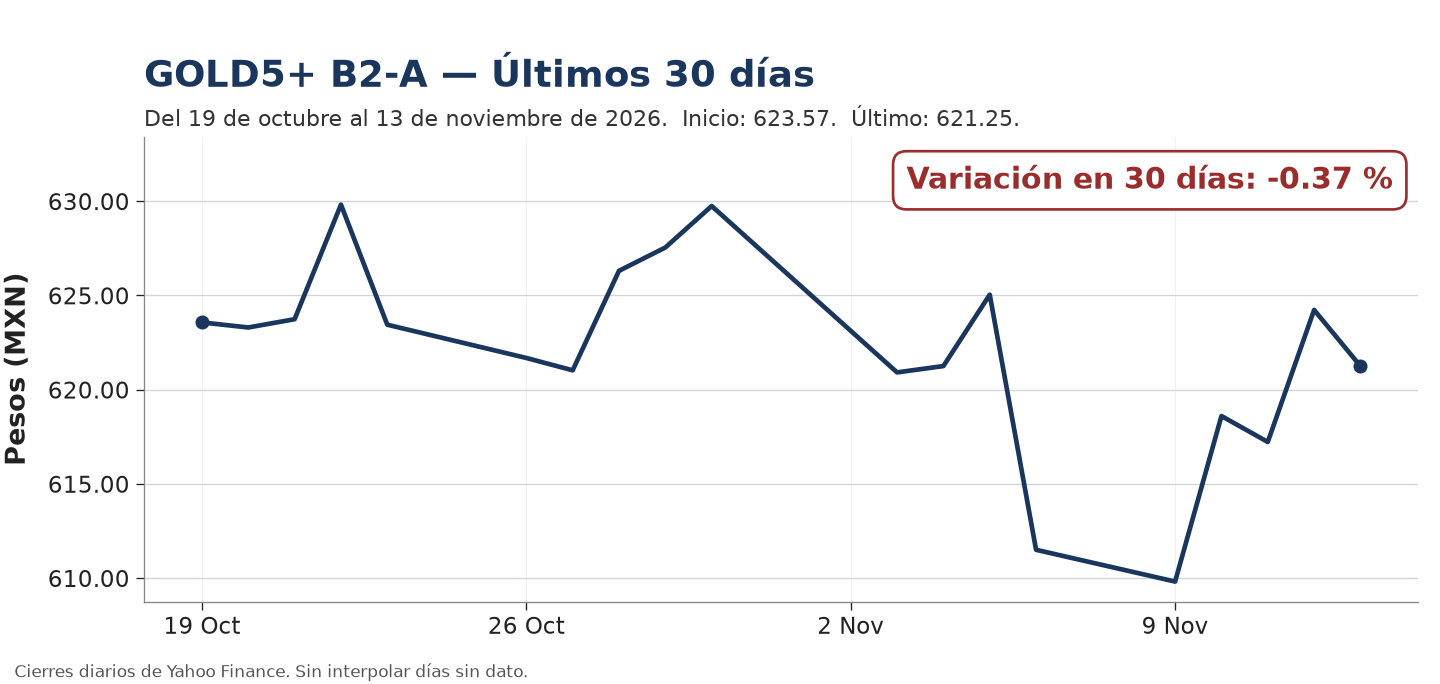 GOLD5+ B2-A — Últimos 30 días
Del 19 de octubre al 13 de noviembre de 2026.  Inicio: 623.57.  Último: 621.25.
Variación en 30 días: -0.37 %
Pesos (MXN)
630.00
625.00
620.00
615.00
610.00
19 Oct
26 Oct
2 Nov
9 Nov
Cierres diarios de Yahoo Finance. Sin interpolar días sin dato.